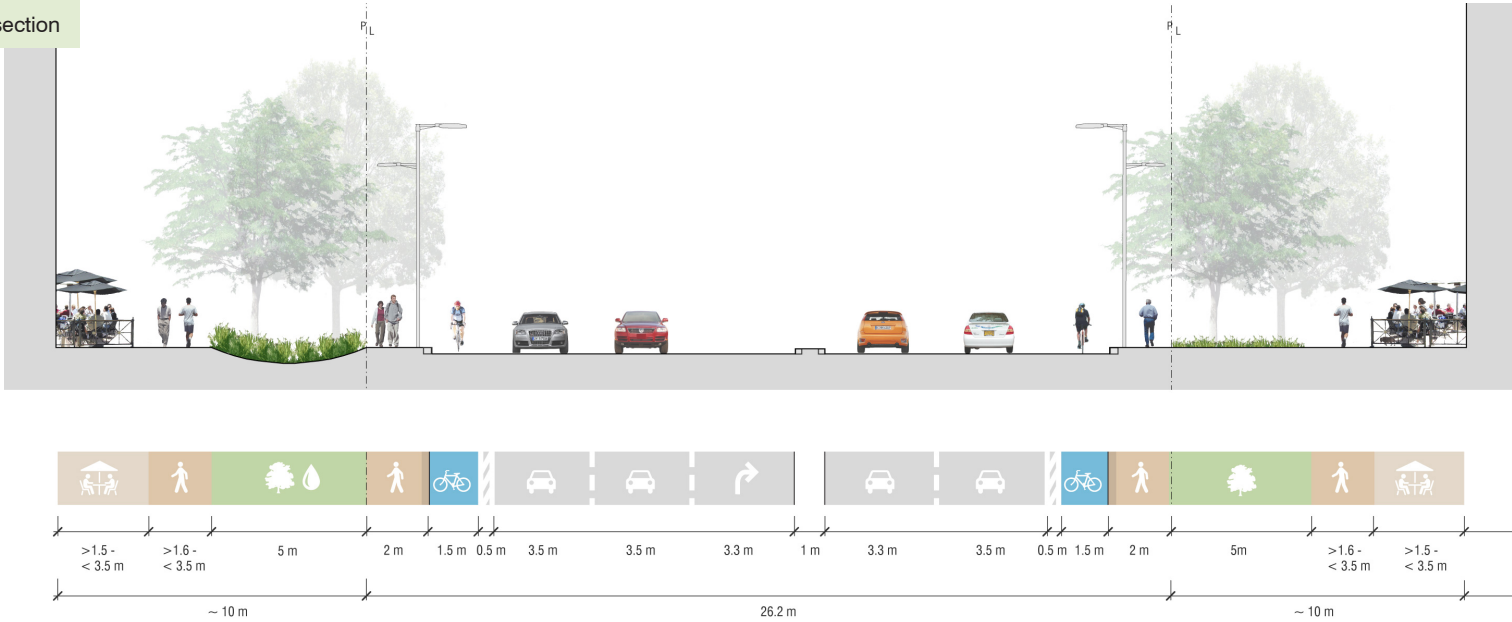 section
PL
PL
>1.5 -
< 3.5 m
>1.6 -
< 3.5 m
5 m
2 m
1.5 m
0.5 m
3.5 m
3.5 m
3.3 m
1 m
3.3 m
3.5 m
0.5 m
1.5 m
2 m
5m
>1.6 -
< 3.5 m
>1.5 -
< 3.5 m
~ 10 m
26.2 m
~ 10 m